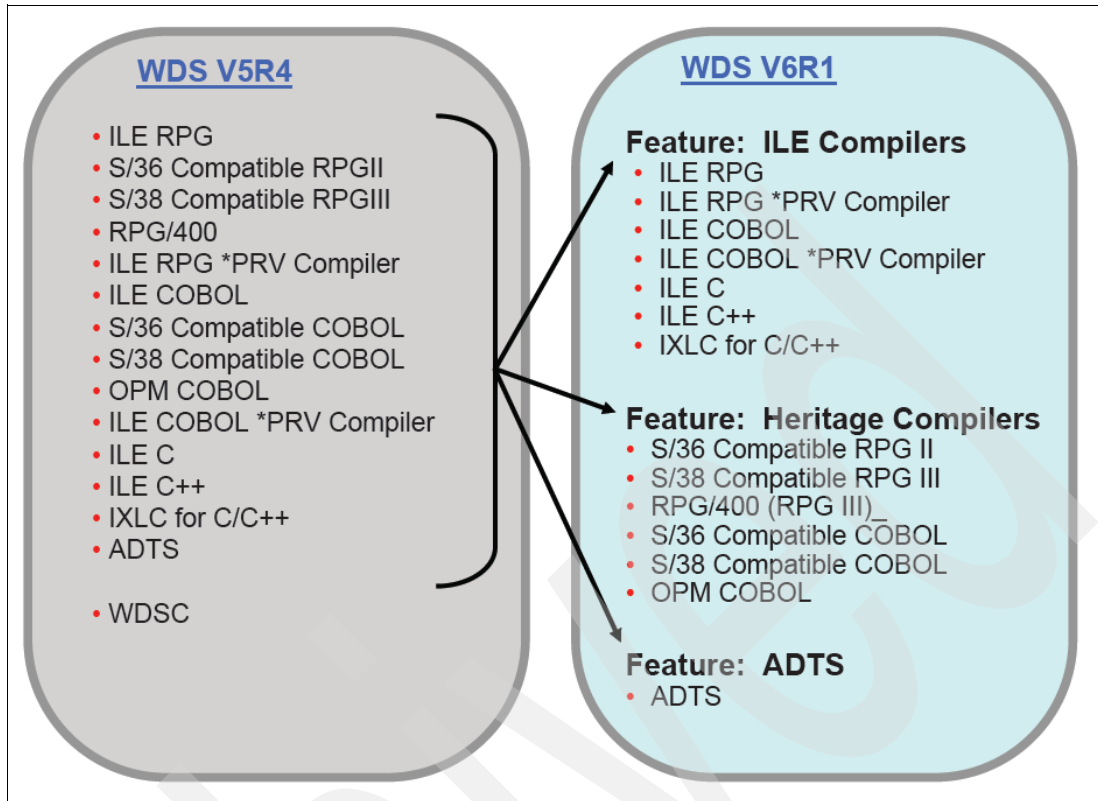 WDS V5R4
• ILE RPG
• S/36 Compatible RPGII
• S/38 Compatible RPGIII
• RPG/400
• ILE RPG *PRV Compiler
• ILE COBOL
• S/36 Compatible COBOL
• S/38 Compatible COBOL
• OPM COBOL
• ILE COBOL *PRV Compiler
• ILE C
• ILE C++
• IXLC for C/C++
• ADTS
• WDSC
WDS V6R1
Feature: ILE Compilers
• ILE RPG
• ILE RPG *PRV Compiler
• ILE COBOL
• ILE COBOL *PRV Compiler
• ILE C
• ILE C++
• IXLC for C/C++
Feature: Heritage Compilers
• S/36 Compatible RPG II
• S/38 Compatible RPG III
• RPG/400 (RPG III)_
• S/36 Compatible COBOL
• S/38 Compatible COBOL
• OPM COBOL
Feature: ADTS
• ADTS